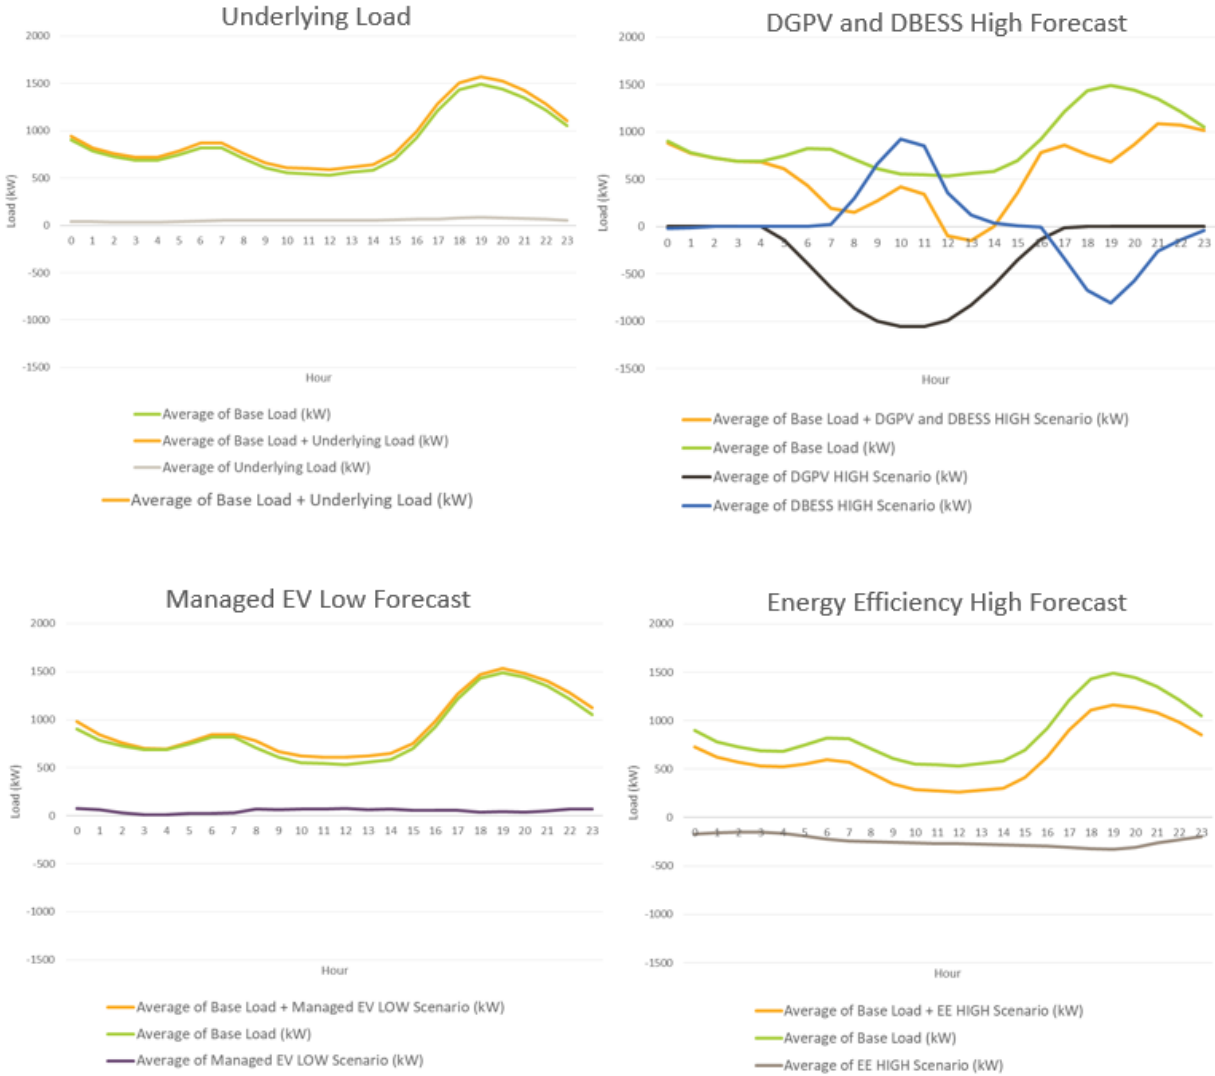 Underlying Load
2000
1500
1000
500
0
-500
-1000
-1500
Load (kW)
0 1 2 3 4 5 6 7 8 9 10 11 12 13 14 15 16 17 18 19 20 21 22 23
Hour
Average of Base Load (kW)
Average of Base Load + Underlying Load (kW)
Average of Underlying Load (kW)
Average of Base Load + Underlying Load (kW)
DGPV and DBESS High Forecast
2000
1500
1000
500
0
-500
-1000
-1500
Load (kW)
0 1 2 3 4 5 6 7 8 9 10 11 12 13 14 15 16 17 18 19 20 21 22 23
Hour
Average of Base Load + DGPV and DBESS HIGH Scenario (kW)
Average of Base Load (kW)
Average of DGPV HIGH Scenario (kW)
Average of DBESS HIGH Scenario (kW)
Managed EV Low Forecast
2000
1500
1000
500
0
-500
-1000
-1500
Load (kW)
0 1 2 3 4 5 6 7 8 9 10 11 12 13 14 15 16 17 18 19 20 21 22 23
Hour
Average of Base Load + Managed EV LOW Scenario (kW)
Average of Base Load (kW)
Average of Managed EV LOW Scenario (kW)
Energy Efficiency High Forecast
2000
1500
1000
500
0
-500
-1000
-1500
Load (kW)
0 1 2 3 4 5 6 7 8 9 10 11 12 13 14 15 16 17 18 19 20 21 22 23
Hour
Average of Base Load + EE HIGH Scenario (kW)
Average of Base Load (kW)
Average of EE HIGH Scenario (kW)